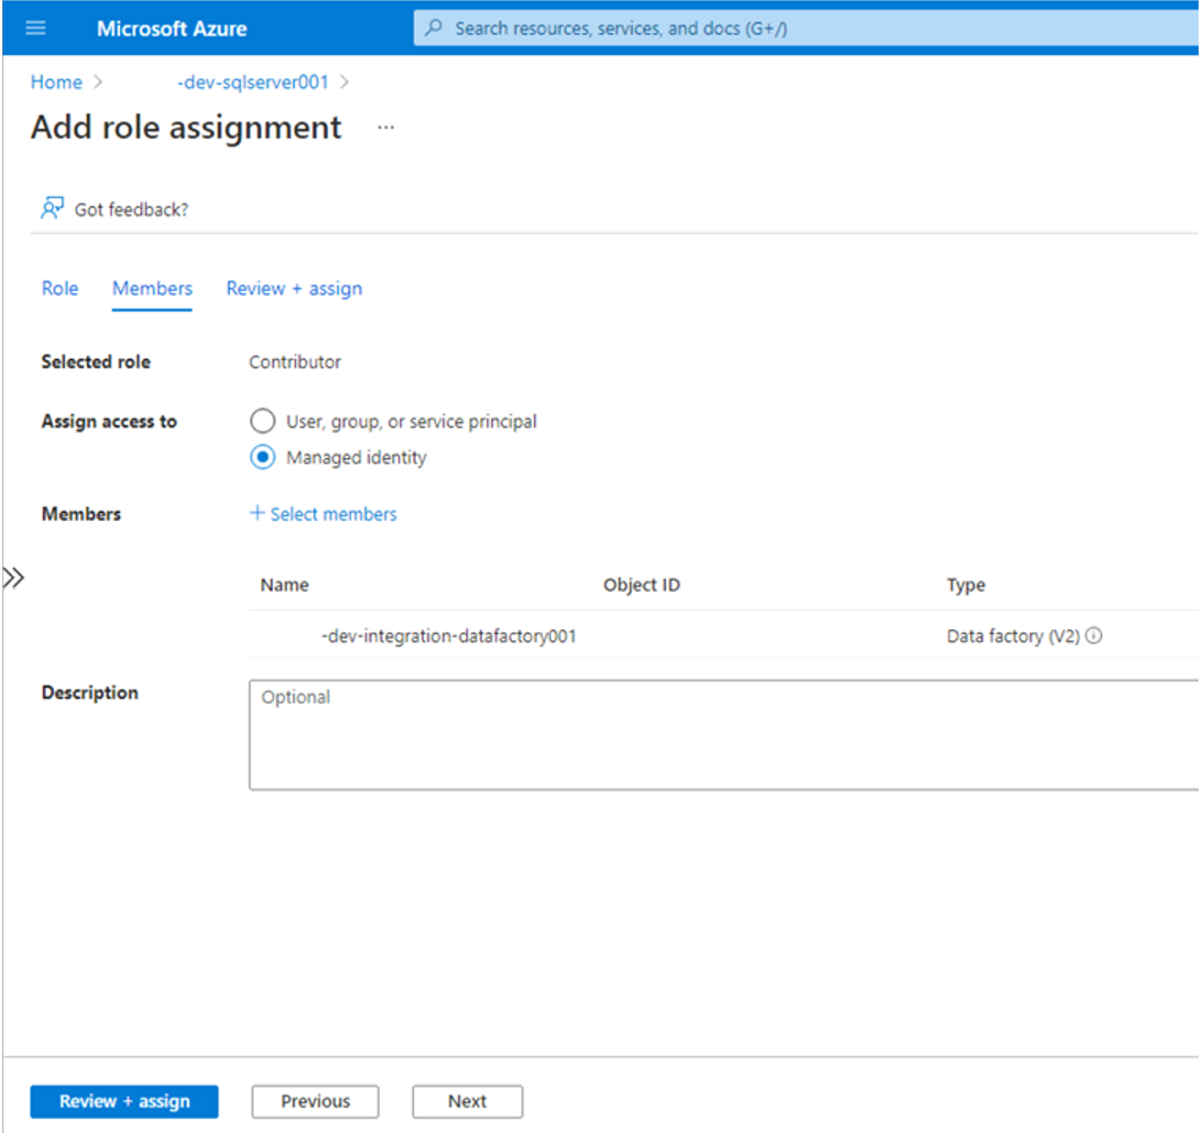 Microsoft Azure
Search resources, services, and docs (G+/)
Home > -dev-sqlserver001 >
Add role assignment ...
Got feedback?
Role Members Review + assign
Selected role Contributor
Assign access to User, group, or service principal
Managed identity
Members + Select members
Name Object ID Type
-dev-integration-datafactory001 Data factory (V2)
Description Optional
Review + assign Previous Next